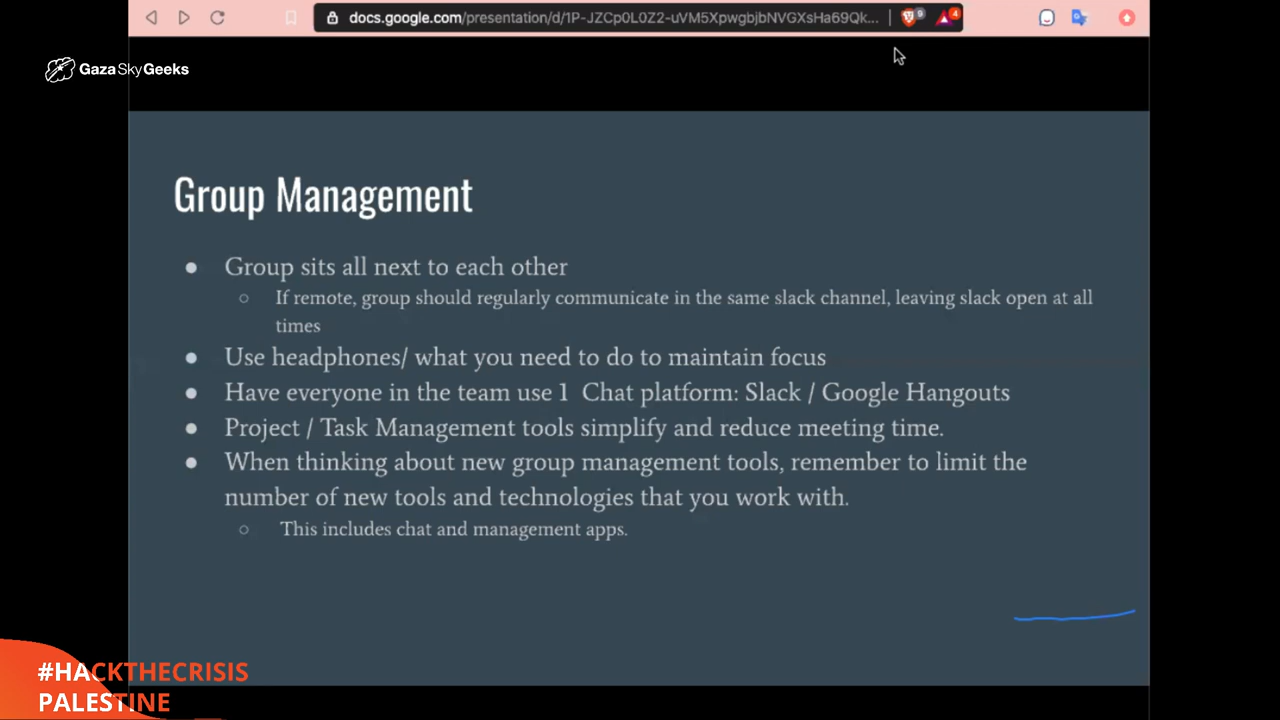 docs.google.com/presentation/d/1P-JZCp0L0Z2-uVM5XpwgbjbNVGXsHa69Qk...
9
4
GazaSkyGeeks
Group Management
● Group sits all next to each other
○ If remote, group should regularly communicate in the same slack channel, leaving slack open at all
times
● Use headphones/ what you need to do to maintain focus
● Have everyone in the team use 1 Chat platform: Slack / Google Hangouts
● Project / Task Management tools simplify and reduce meeting time.
● When thinking about new group management tools, remember to limit the
number of new tools and technologies that you work with.
○ This includes chat and management apps.
#HACKTHECRISIS
PALESTINE